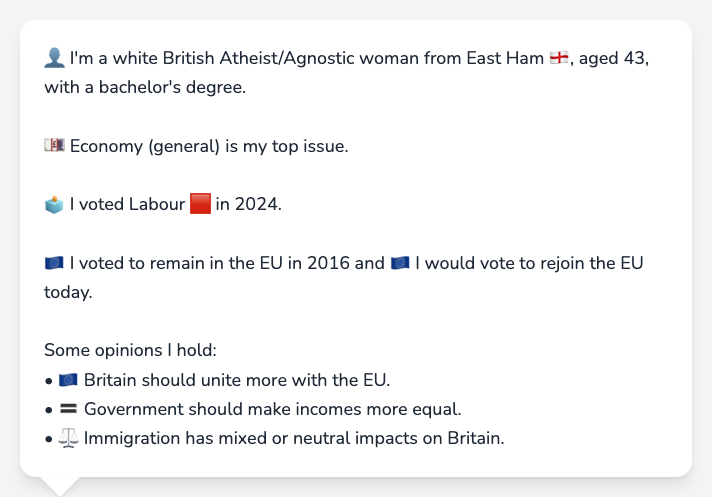 👤 I'm a white British Atheist/Agnostic woman from East Ham 🏴󠁧󠁢󠁥󠁮󠁧󠁿, aged 43,
with a bachelor's degree.
💷 Economy (general) is my top issue.
🗳️ I voted Labour 🟥 in 2024.
🇪🇺 I voted to remain in the EU in 2016 and 🇪🇺 I would vote to rejoin the EU
today.
Some opinions I hold:
• 🇪🇺 Britain should unite more with the EU.
• 🟰 Government should make incomes more equal.
• ⚖️ Immigration has mixed or neutral impacts on Britain.